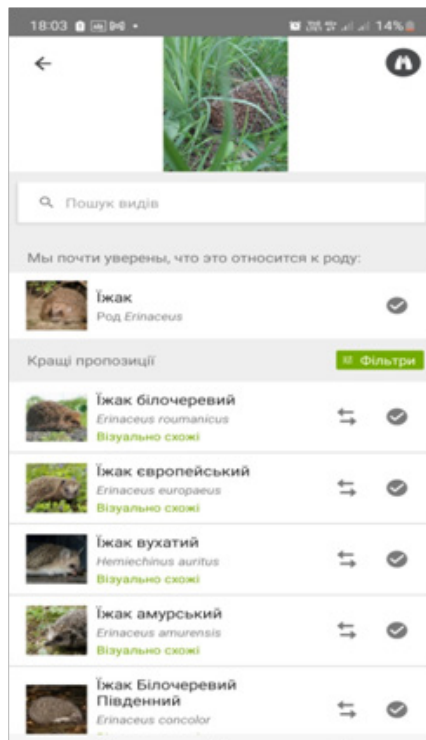 18:03
14%
Пошук видів
Мы почти уверены, что это относится к роду:
Їжак
Род Erinaceus
Кращі пропозиції
Фільтри
Їжак білочеревий
Erinaceus roumanicus
Візуально схожі
Їжак європейський
Erinaceus europaeus
Візуально схожі
Їжак вухатий
Hemiechinus auritus
Візуально схожі
Їжак амурський
Erinaceus amurensis
Візуально схожі
Їжак Білочеревий
Південний
Erinaceus concolor